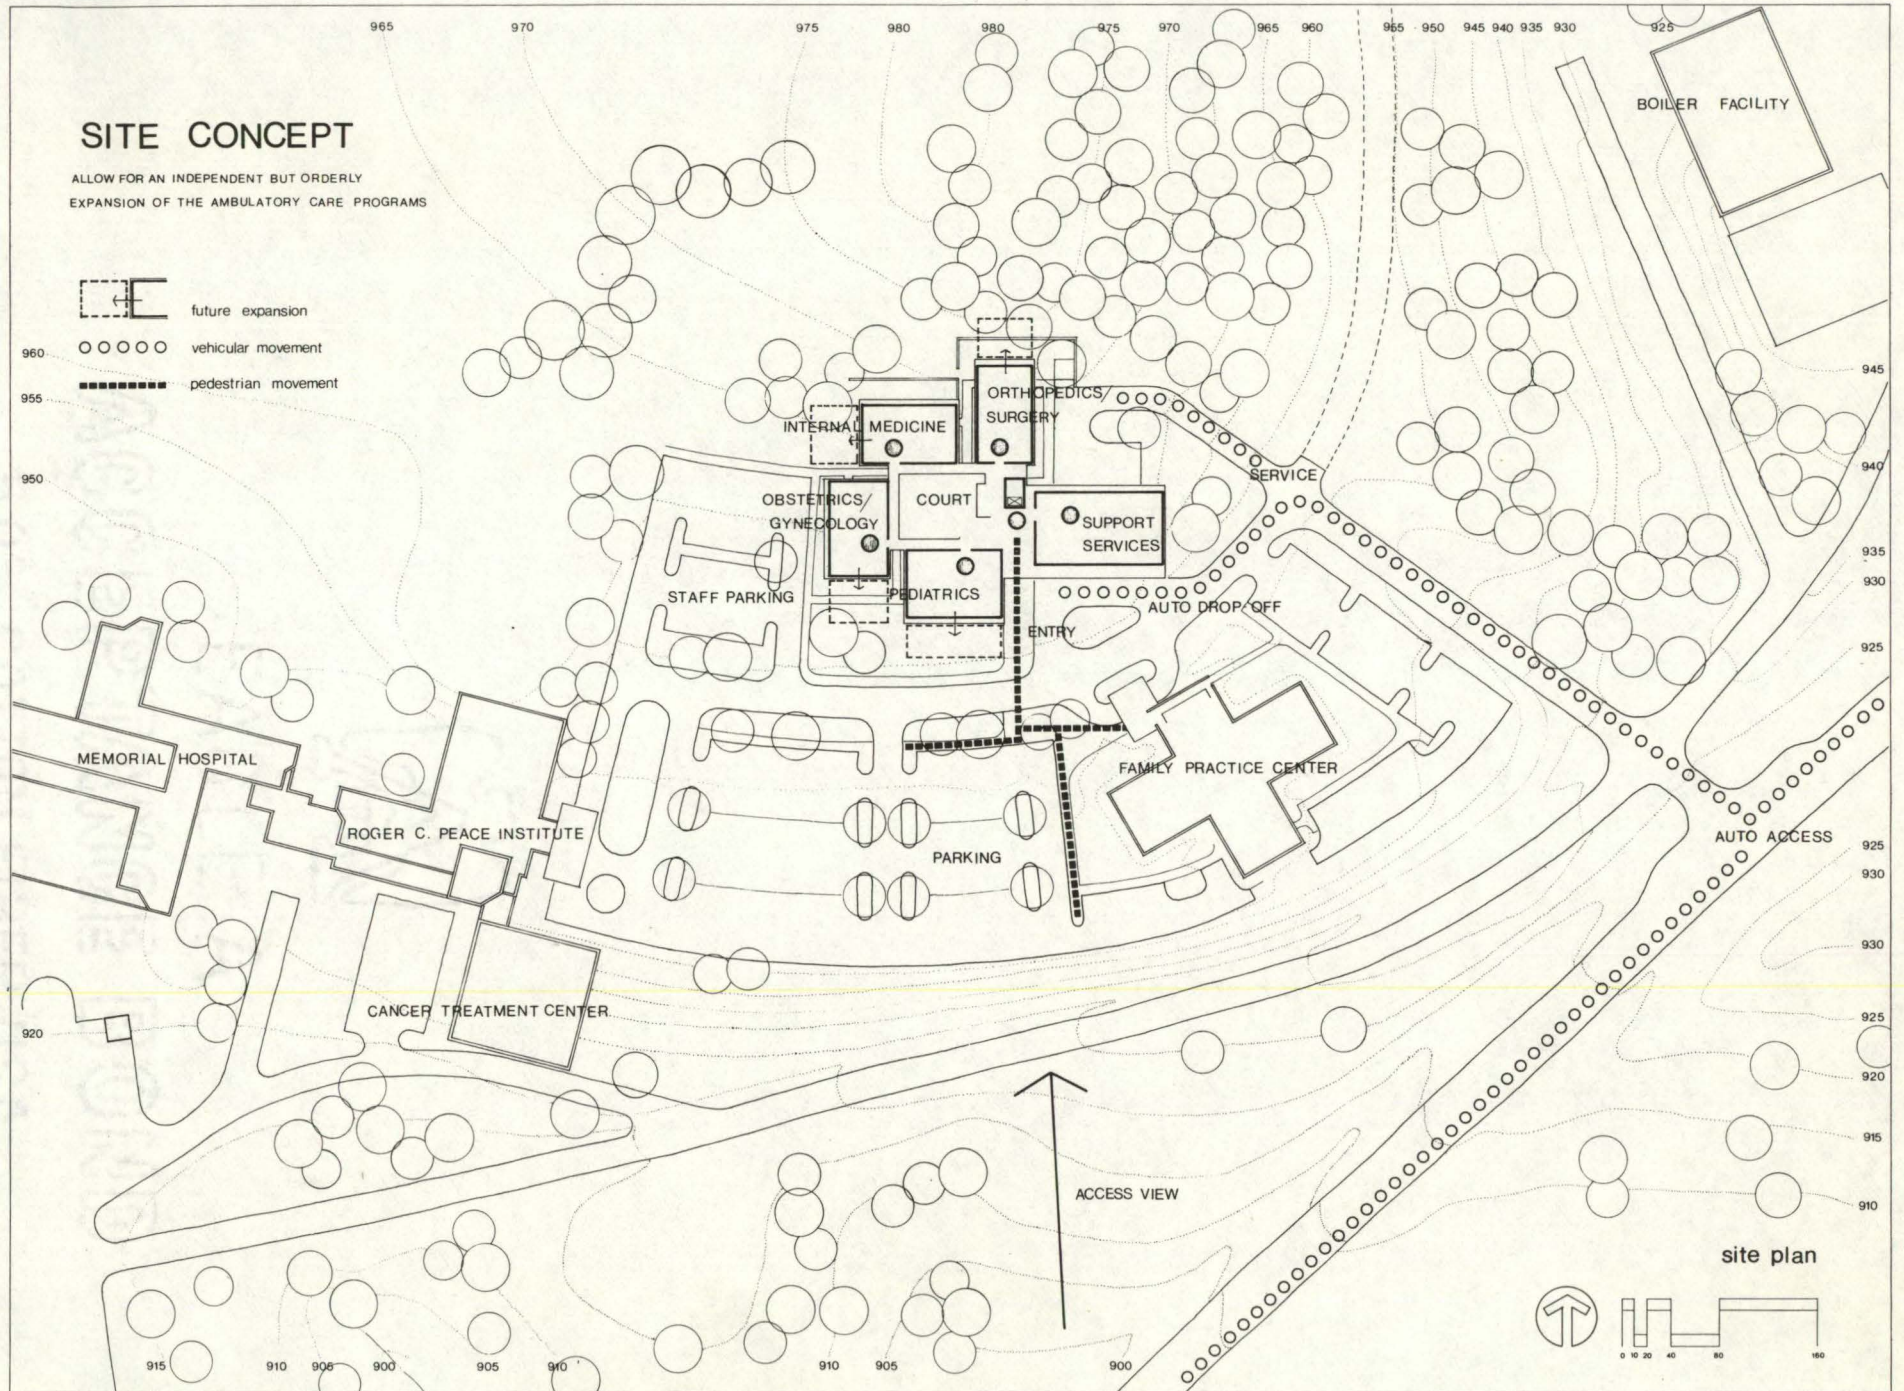 965 970 975 980 980 975 970 965 960 955 950 945 940 935 930 925
BOILER FACILITY
SITE CONCEPT
ALLOW FOR AN INDEPENDENT BUT ORDERLY
EXPANSION OF THE AMBULATORY CARE PROGRAMS
future expansion
vehicular movement
pedestrian movement
960
955
950
945
940
935
930
925
ORTHOPEDICS/
SURGERY
INTERNAL MEDICINE
SERVICE
OBSTETRICS/
GYNECOLOGY
COURT
SUPPORT
SERVICES
STAFF PARKING
PEDIATRICS
AUTO DROP-OFF
ENTRY
MEMORIAL HOSPITAL
FAMILY PRACTICE CENTER
ROGER C. PEACE INSTITUTE
PARKING
AUTO ACCESS
925
930
930
CANCER TREATMENT CENTER
920
925
920
915
ACCESS VIEW
910
site plan
0 10 20 40 80 160
915 910 905 900 905 910 910 905 900